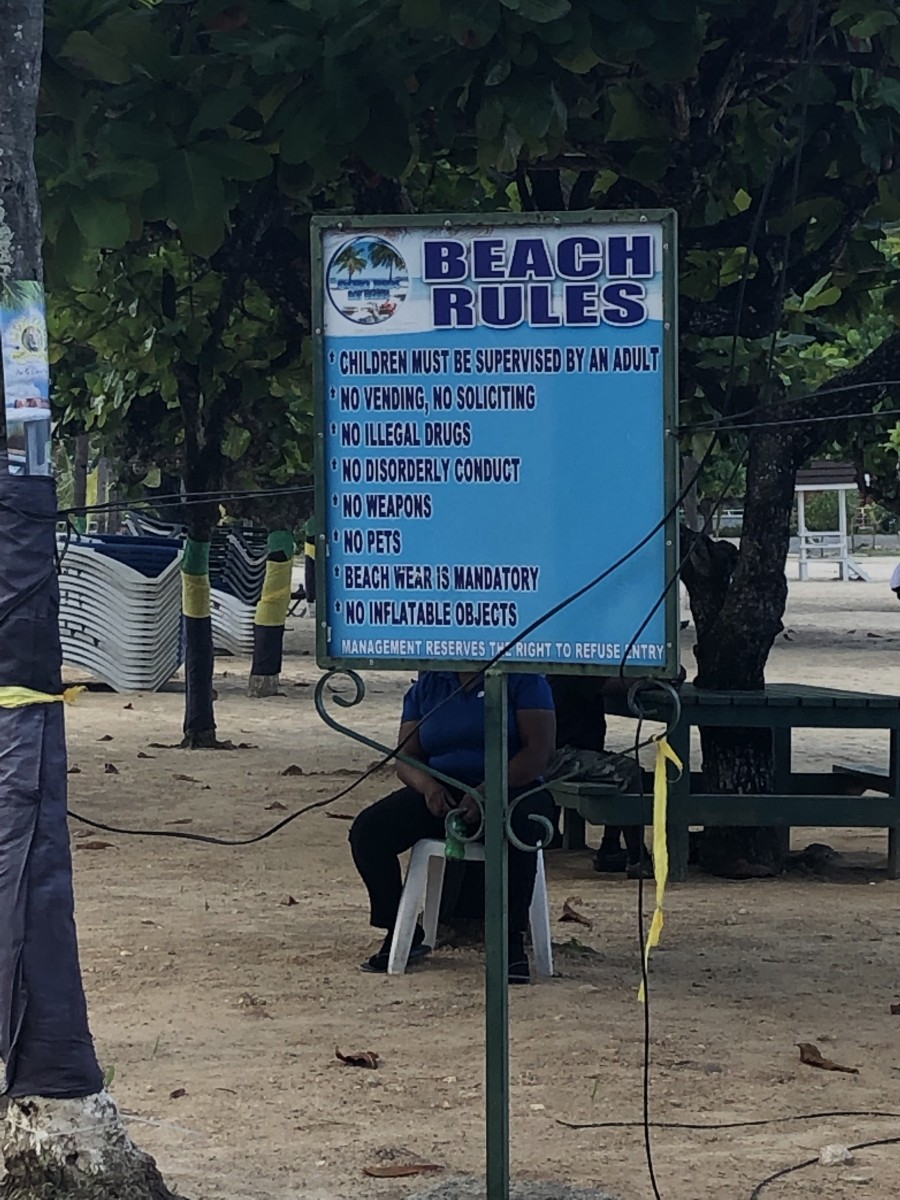 BEACH
RULES
* CHILDREN MUST BE SUPERVISED BY AN ADULT
* NO VENDING, NO SOLICITING
* NO ILLEGAL DRUGS
* NO DISORDERLY CONDUCT
* NO WEAPONS
* NO PETS
* BEACH WEAR IS MANDATORY
* NO INFLATABLE OBJECTS
MANAGEMENT RESERVES THE RIGHT TO REFUSE ENTRY